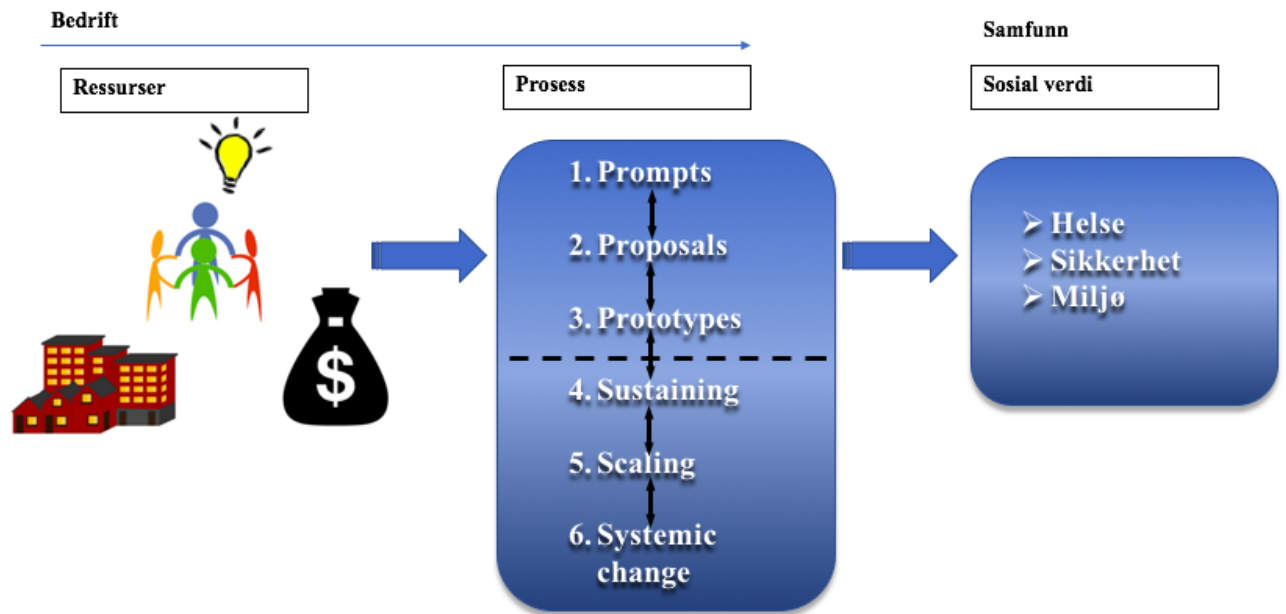 Bedrift
Samfunn
Ressurser
Prosess
Sosial verdi
1. Prompts
2. Proposals
3. Prototypes
4. Sustaining
5. Scaling
6. Systemic
change
$
➢ Helse
➢ Sikkerhet
➢ Miljø